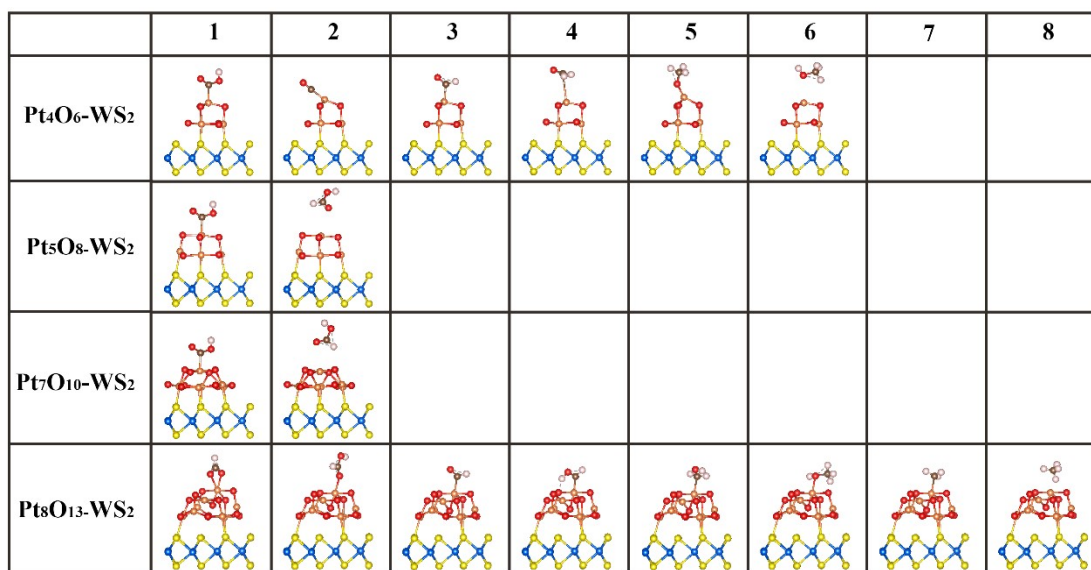 1 2 3 4 5 6 7 8
Pt₄O₆-WS₂
Pt₅O₈-WS₂
Pt₇O₁₀-WS₂
Pt₈O₁₃-WS₂